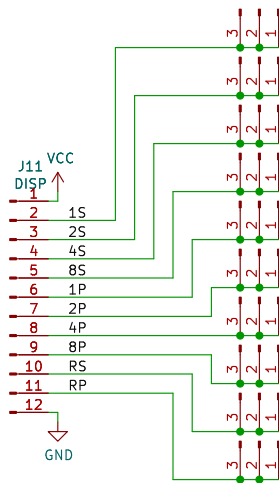 3 2 1
3 2 1
3 2 1
J11 VCC
DISP
1
3 2 1
2 1S
3 2 1
3 2S
4 4S
3 2 1
5 8S
6 1P
3 2 1
7 2P
8 4P
3 2 1
9 8P
10 RS
3 2 1
11 RP
12
GND
3 2 1